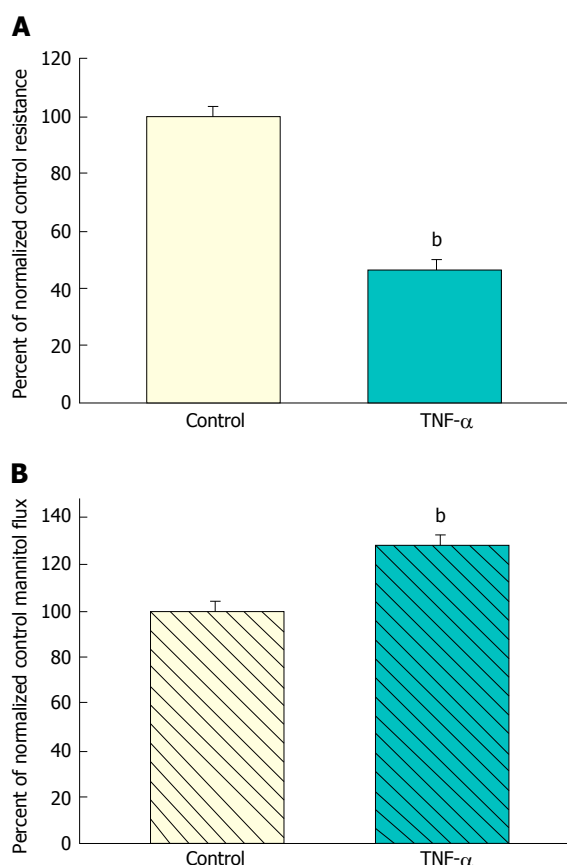 A
Percent of normalized control resistance
120
100
80
60
40
20
0
b
Control
TNF-α
B
Percent of normalized control mannitol flux
140
120
100
80
60
40
20
0
b
Control
TNF-α